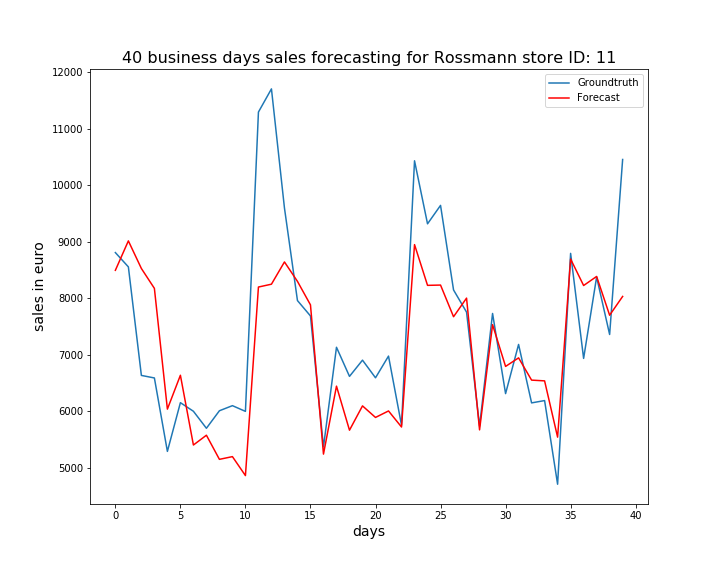 40 business days sales forecasting for Rossmann store ID: 11
Groundtruth
Forecast
12000
11000
10000
9000
8000
7000
6000
5000
sales in euro
0 5 10 15 20 25 30 35 40
days